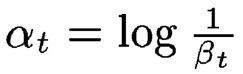 α_t = log 1/β_t